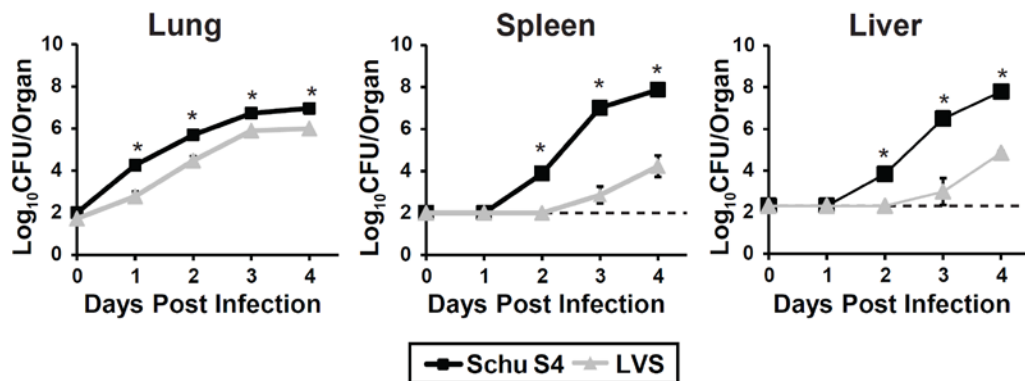 Lung
Log10CFU/Organ
10
8
6
4
2
0
* * * *
0 1 2 3 4
Days Post Infection
Spleen
Log10CFU/Organ
10
8
6
4
2
0
* * *
0 1 2 3 4
Days Post Infection
Liver
Log10CFU/Organ
10
8
6
4
2
0
* * *
0 1 2 3 4
Days Post Infection
Schu S4 LVS